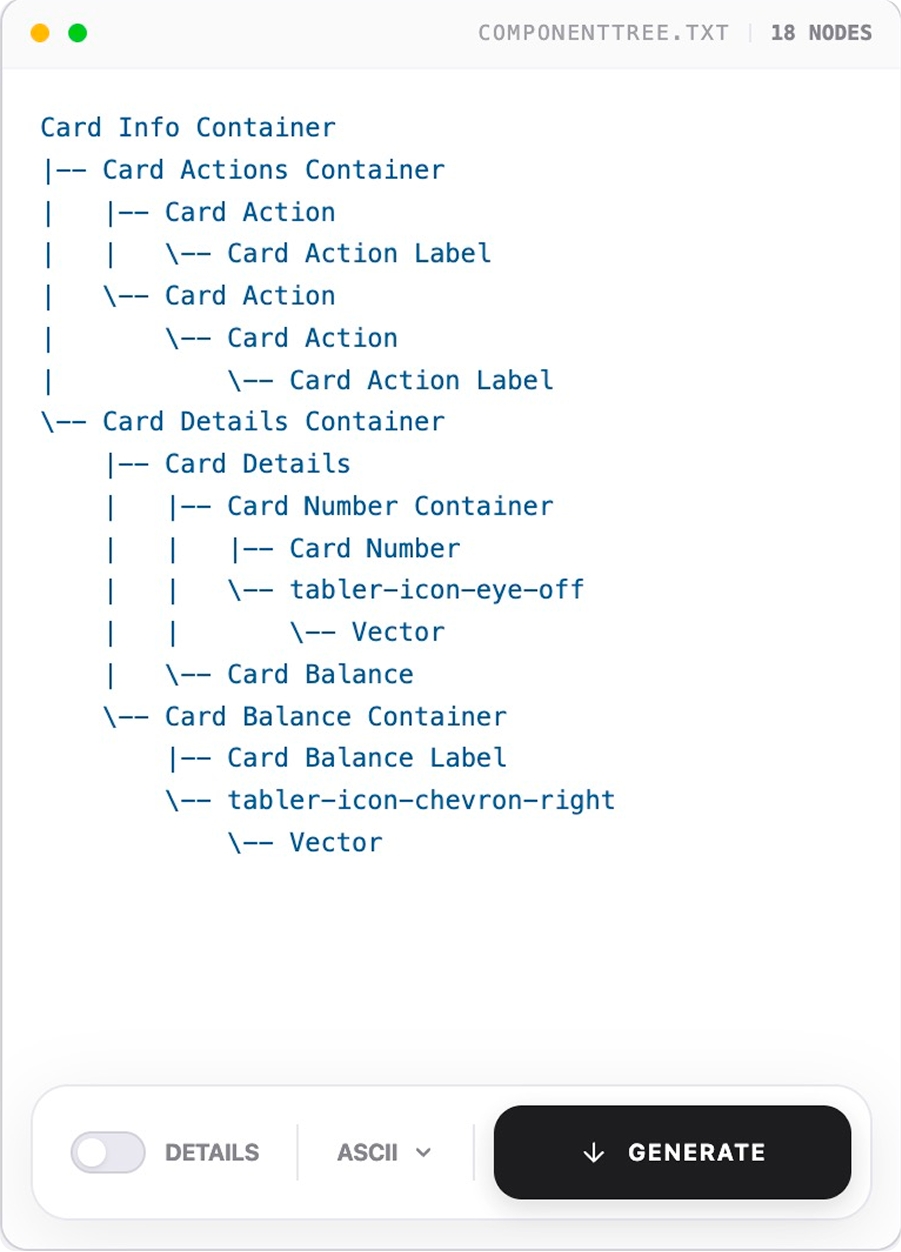 COMPONENTTREE.TXT | 18 NODES
Card Info Container
|-- Card Actions Container
|   |-- Card Action
|   |   \-- Card Action Label
|   \-- Card Action
|       \-- Card Action
|           \-- Card Action Label
\-- Card Details Container
    |-- Card Details
    |   |-- Card Number Container
    |   |   |-- Card Number
    |   |   \-- tabler-icon-eye-off
    |   |       \-- Vector
    |   \-- Card Balance
    \-- Card Balance Container
        |-- Card Balance Label
        \-- tabler-icon-chevron-right
            \-- Vector
DETAILS ASCII GENERATE